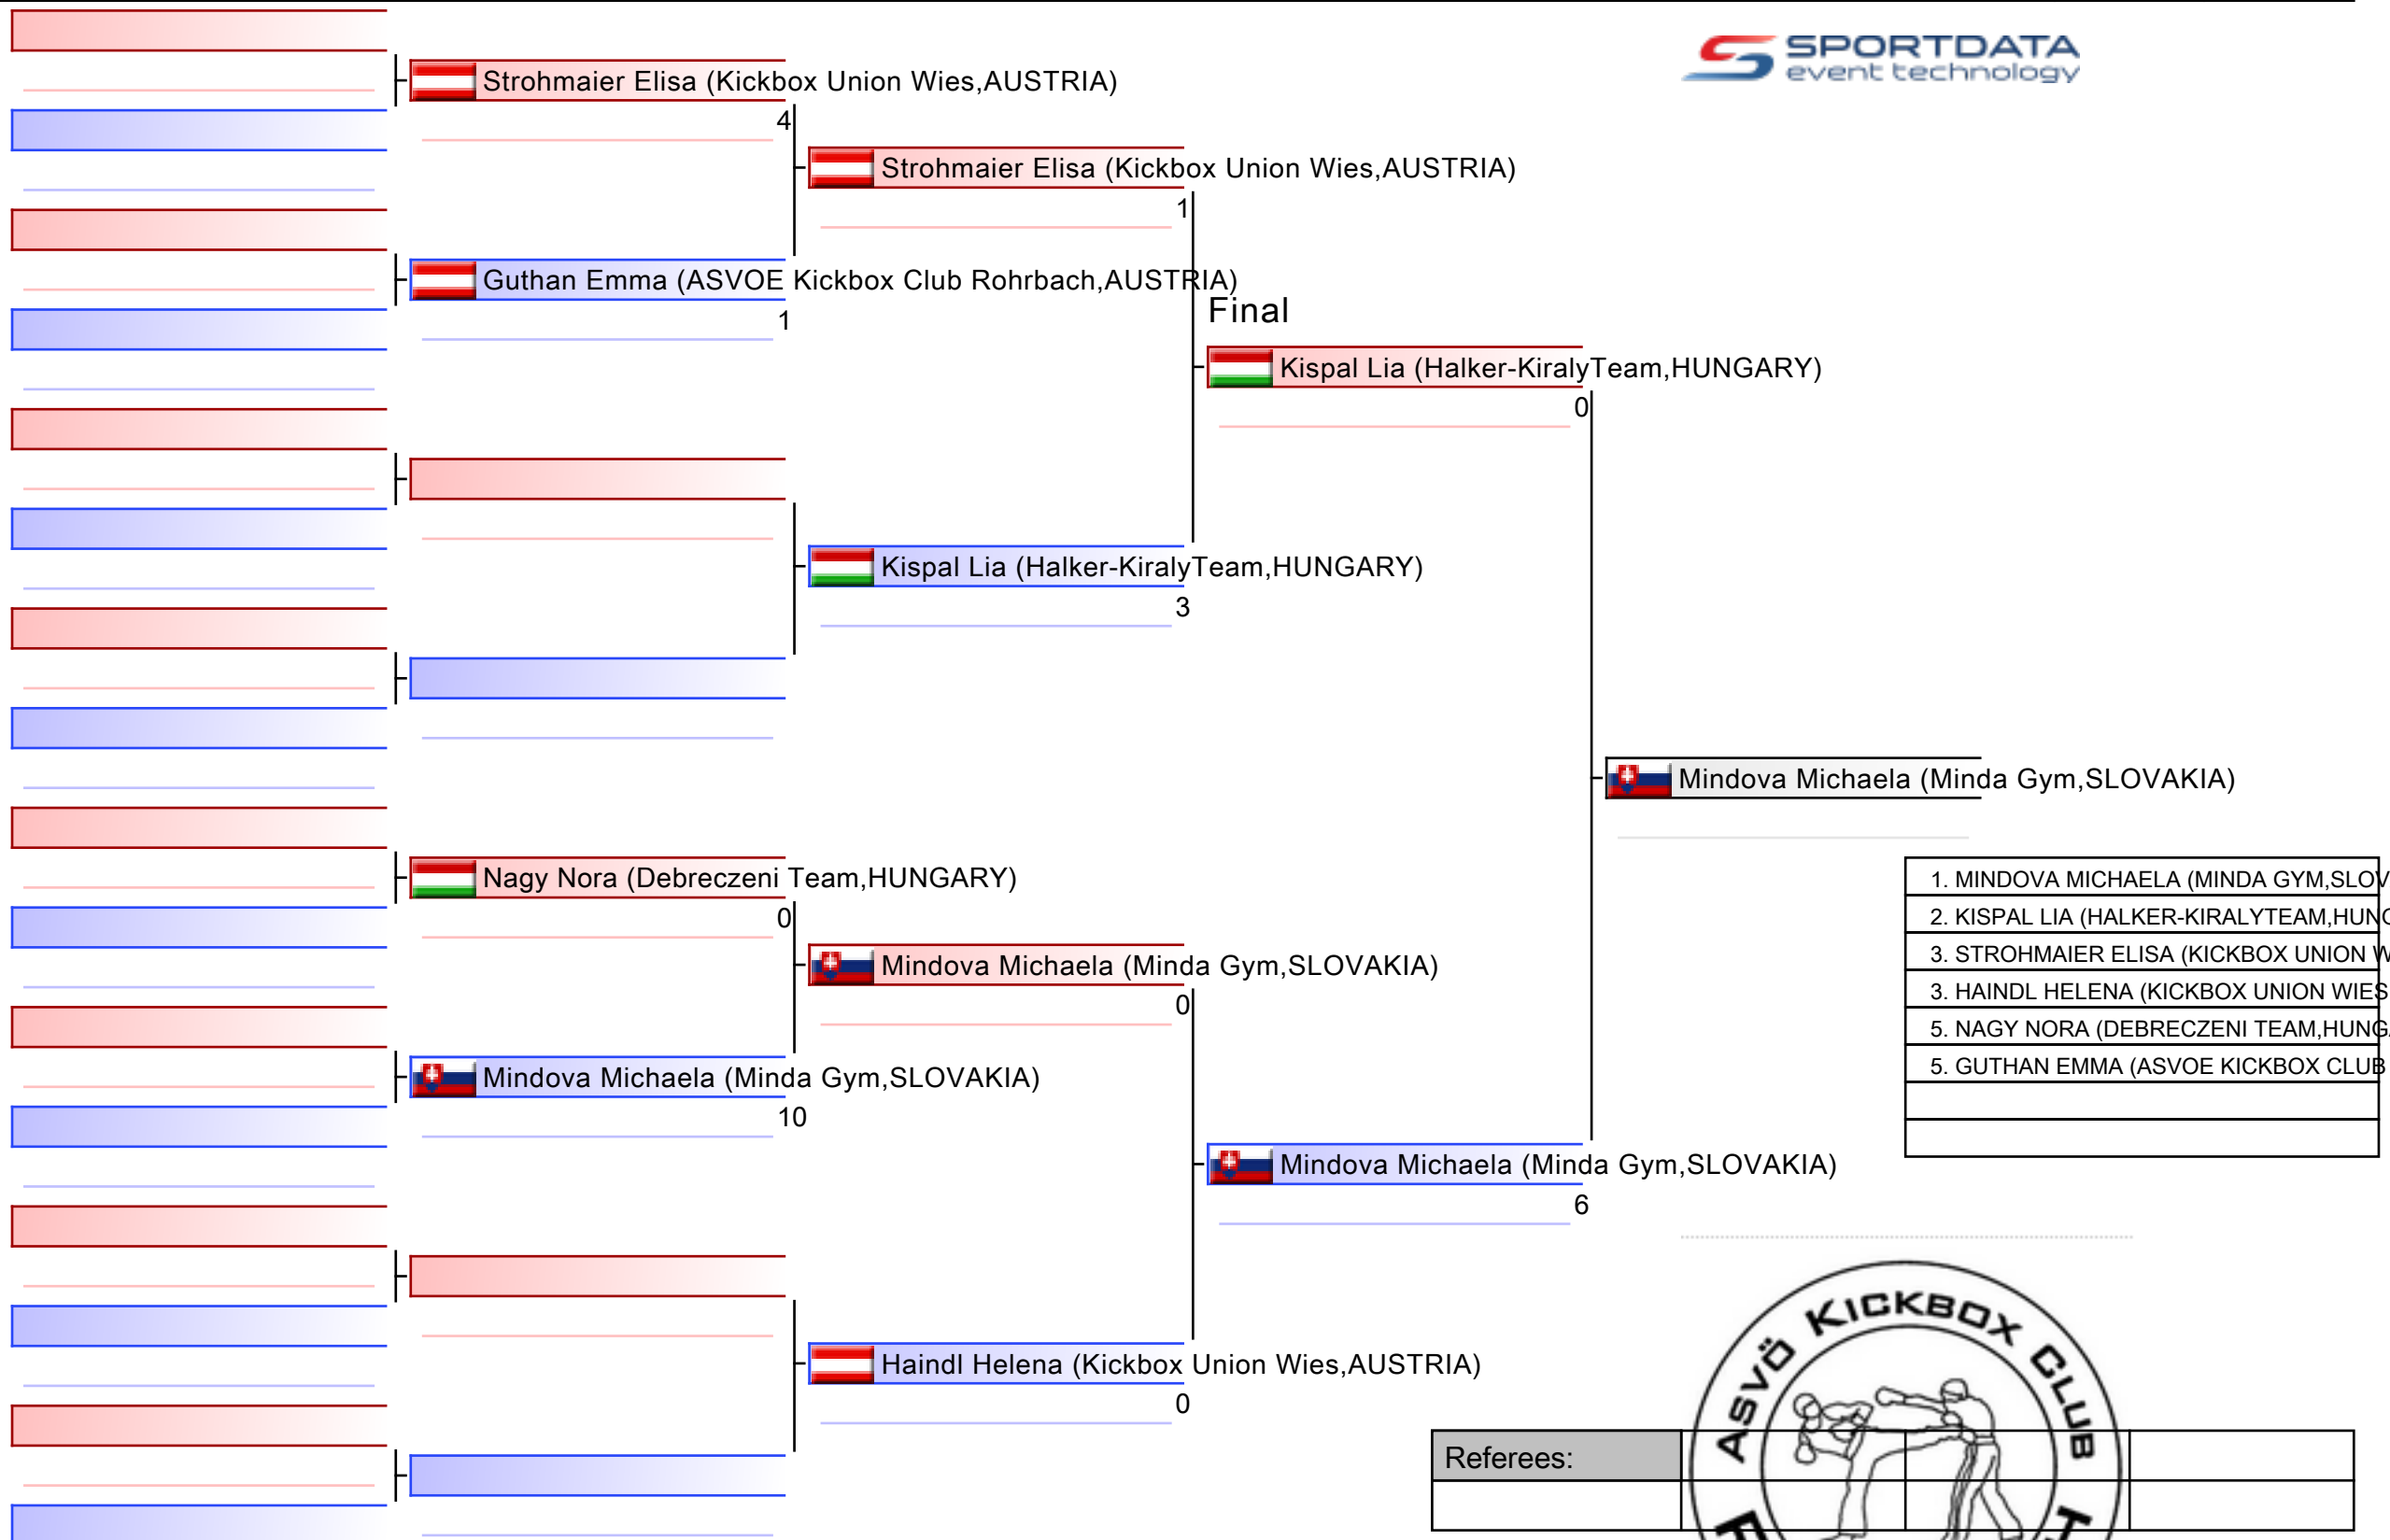 SPORTDATA
event technology
Strohmaier Elisa (Kickbox Union Wies,AUSTRIA)
4
Strohmaier Elisa (Kickbox Union Wies,AUSTRIA)
1
Guthan Emma (ASVOE Kickbox Club Rohrbach,AUSTRIA)
1
Final
Kispal Lia (Halker-KiralyTeam,HUNGARY)
0
Kispal Lia (Halker-KiralyTeam,HUNGARY)
3
Mindova Michaela (Minda Gym,SLOVAKIA)
Nagy Nora (Debreczeni Team,HUNGARY)
0
Mindova Michaela (Minda Gym,SLOVAKIA)
0
Mindova Michaela (Minda Gym,SLOVAKIA)
10
Mindova Michaela (Minda Gym,SLOVAKIA)
6
Haindl Helena (Kickbox Union Wies,AUSTRIA)
0
1. MINDOVA MICHAELA (MINDA GYM,SLOV
2. KISPAL LIA (HALKER-KIRALYTEAM,HUNG
3. STROHMAIER ELISA (KICKBOX UNION W
3. HAINDL HELENA (KICKBOX UNION WIES
5. NAGY NORA (DEBRECZENI TEAM,HUNGA
5. GUTHAN EMMA (ASVOE KICKBOX CLUB
ASVÖ KICKBOX CLUB
Referees: